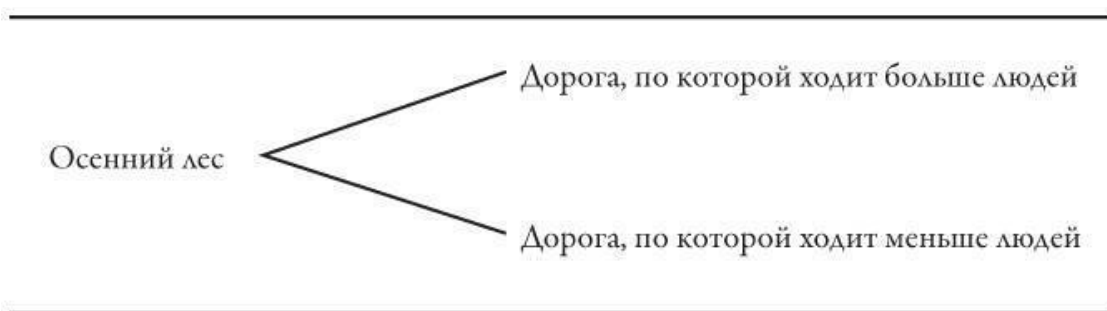 Дорога, по которой ходит больше людей
Осенний лес
Дорога, по которой ходит меньше людей